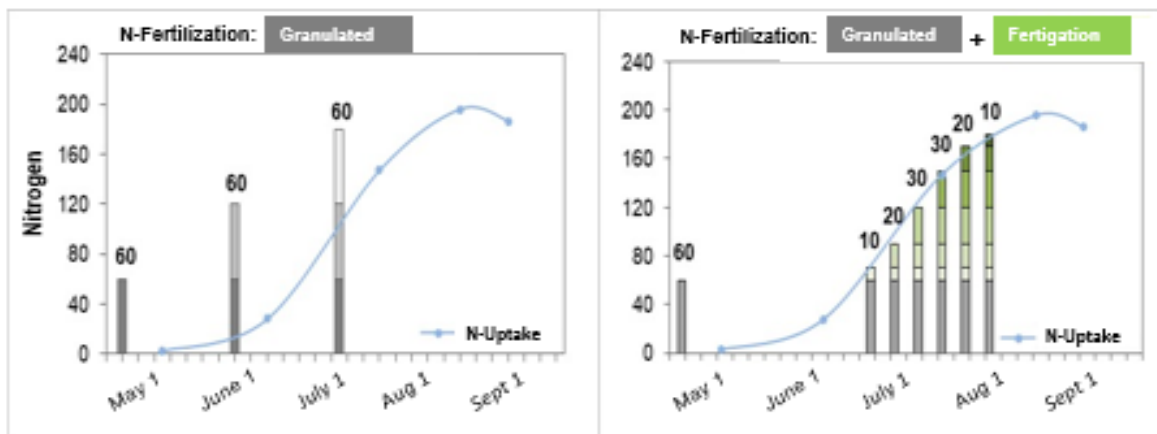 N-Fertilization: Granulated
240
200
160
120
80
40
0
Nitrogen
60
60
60
N-Uptake
May 1
June 1
July 1
Aug 1
Sept 1
N-Fertilization: Granulated + Fertigation
240
200
160
120
80
40
0
60
10
20
30
30
20
10
N-Uptake
May 1
June 1
July 1
Aug 1
Sept 1